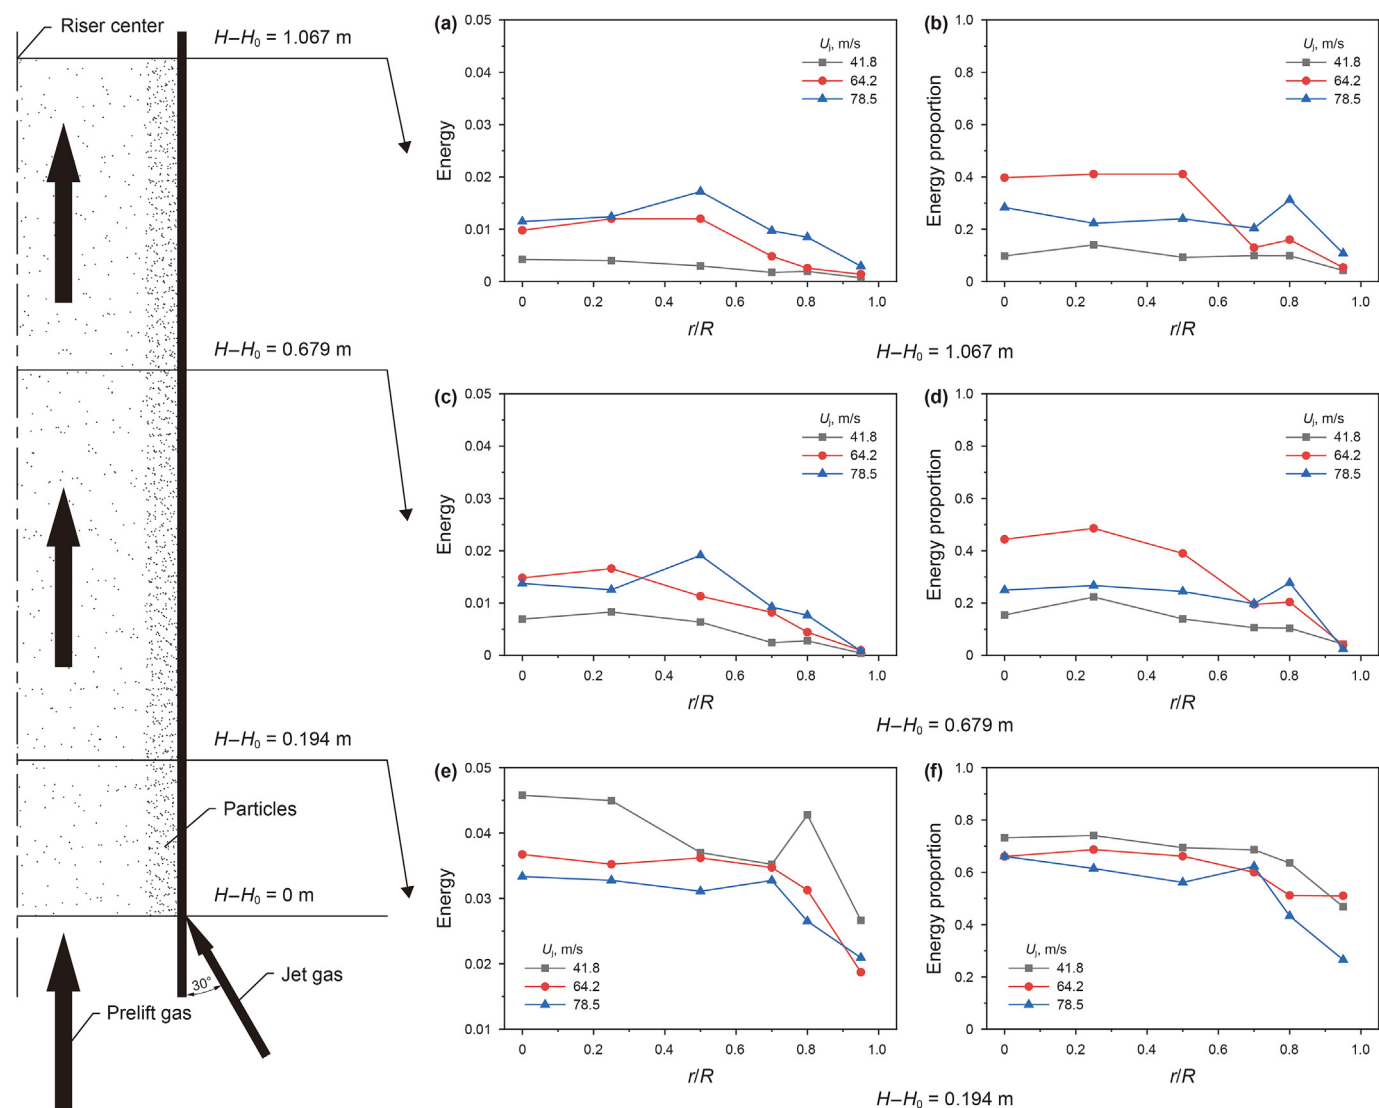 Riser center
H–H₀ = 1.067 m
H–H₀ = 0.679 m
H–H₀ = 0.194 m
Particles
H–H₀ = 0 m
30°
Jet gas
Prelift gas
(a)
0.05
0.04
0.03
0.02
0.01
0
Energy
Uⱼ, m/s
41.8
64.2
78.5
0 0.2 0.4 0.6 0.8 1.0
r/R
(b)
1.0
0.8
0.6
0.4
0.2
0
Energy proportion
Uⱼ, m/s
41.8
64.2
78.5
0 0.2 0.4 0.6 0.8 1.0
r/R
H–H₀ = 1.067 m
(c)
0.05
0.04
0.03
0.02
0.01
0
Energy
Uⱼ, m/s
41.8
64.2
78.5
0 0.2 0.4 0.6 0.8 1.0
r/R
(d)
1.0
0.8
0.6
0.4
0.2
0
Energy proportion
Uⱼ, m/s
41.8
64.2
78.5
0 0.2 0.4 0.6 0.8 1.0
r/R
H–H₀ = 0.679 m
(e)
0.05
0.04
0.03
0.02
0.01
Energy
Uⱼ, m/s
41.8
64.2
78.5
0 0.2 0.4 0.6 0.8 1.0
r/R
(f)
1.0
0.8
0.6
0.4
0.2
0
Energy proportion
Uⱼ, m/s
41.8
64.2
78.5
0 0.2 0.4 0.6 0.8 1.0
r/R
H–H₀ = 0.194 m